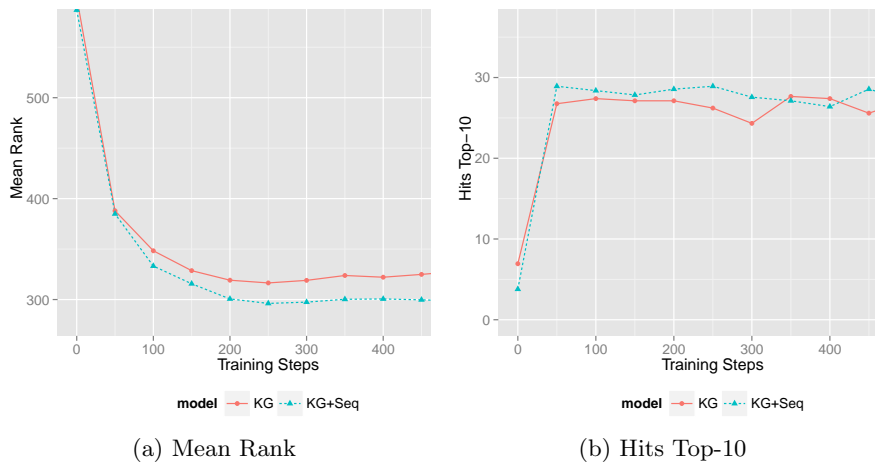 Mean Rank
500
400
300
0 100 200 300 400
Training Steps
model KG KG+Seq
(a) Mean Rank
Hits Top−10
30
20
10
0
0 100 200 300 400
Training Steps
model KG KG+Seq
(b) Hits Top-10